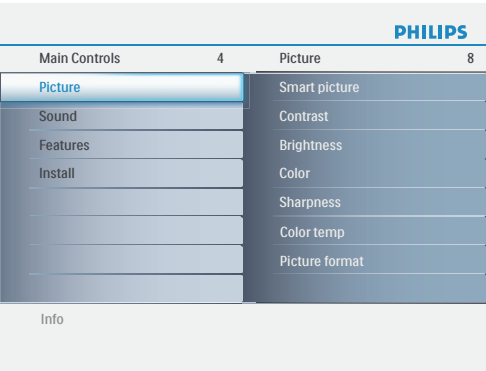 PHILIPS
Main Controls 4 Picture 8
Picture Smart picture
Sound Contrast
Features Brightness
Install Color
Sharpness
Color temp
Picture format
Info